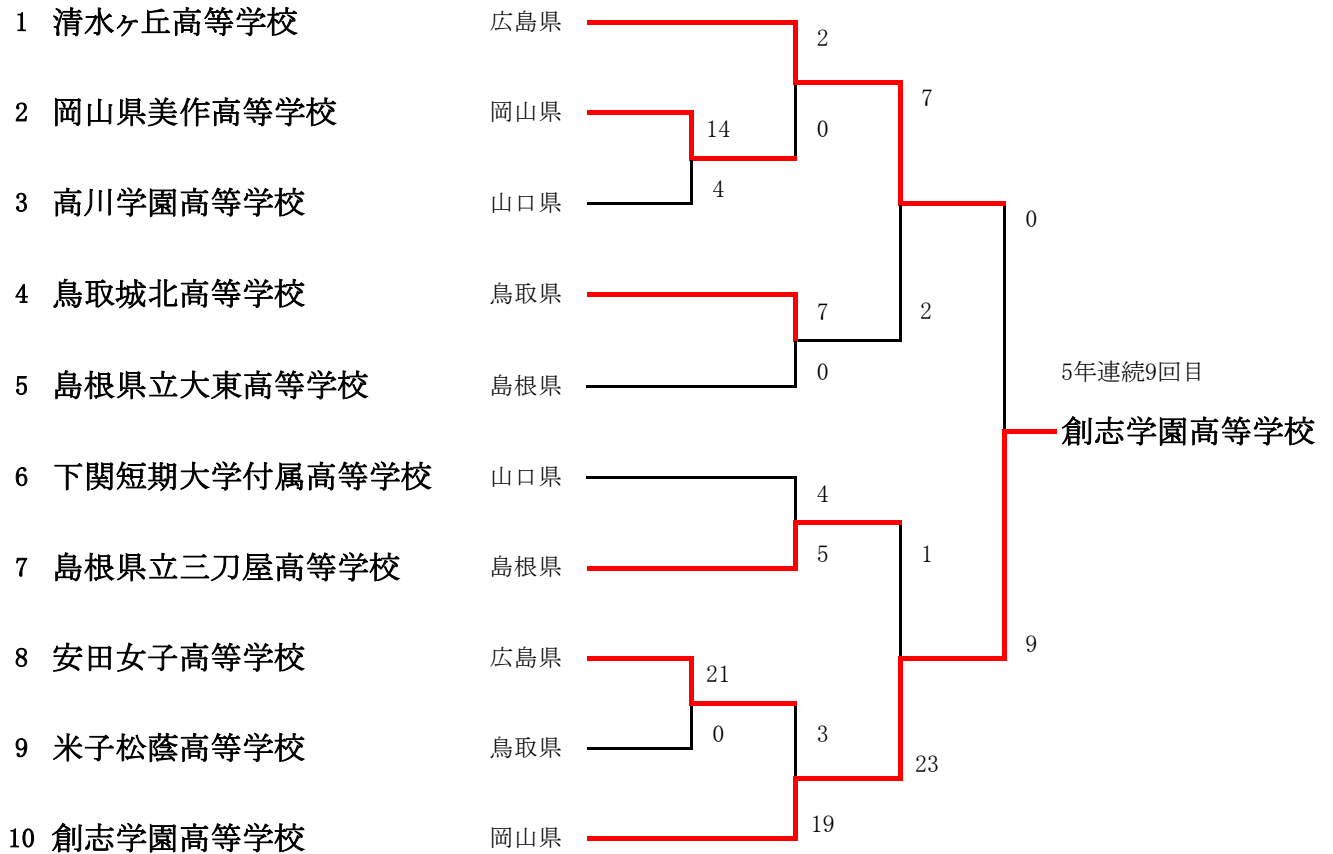 1 清水ヶ丘高等学校 広島県
2
2 岡山県美作高等学校 岡山県
14
0
7
3 高川学園高等学校 山口県
4
0
4 鳥取城北高等学校 鳥取県
7
2
5 島根県立大東高等学校 島根県
0
5年連続9回目
創志学園高等学校
6 下関短期大学付属高等学校 山口県
4
7 島根県立三刀屋高等学校 島根県
5
1
8 安田女子高等学校 広島県
21
9
9 米子松蔭高等学校 鳥取県
0
3
23
10 創志学園高等学校 岡山県
19